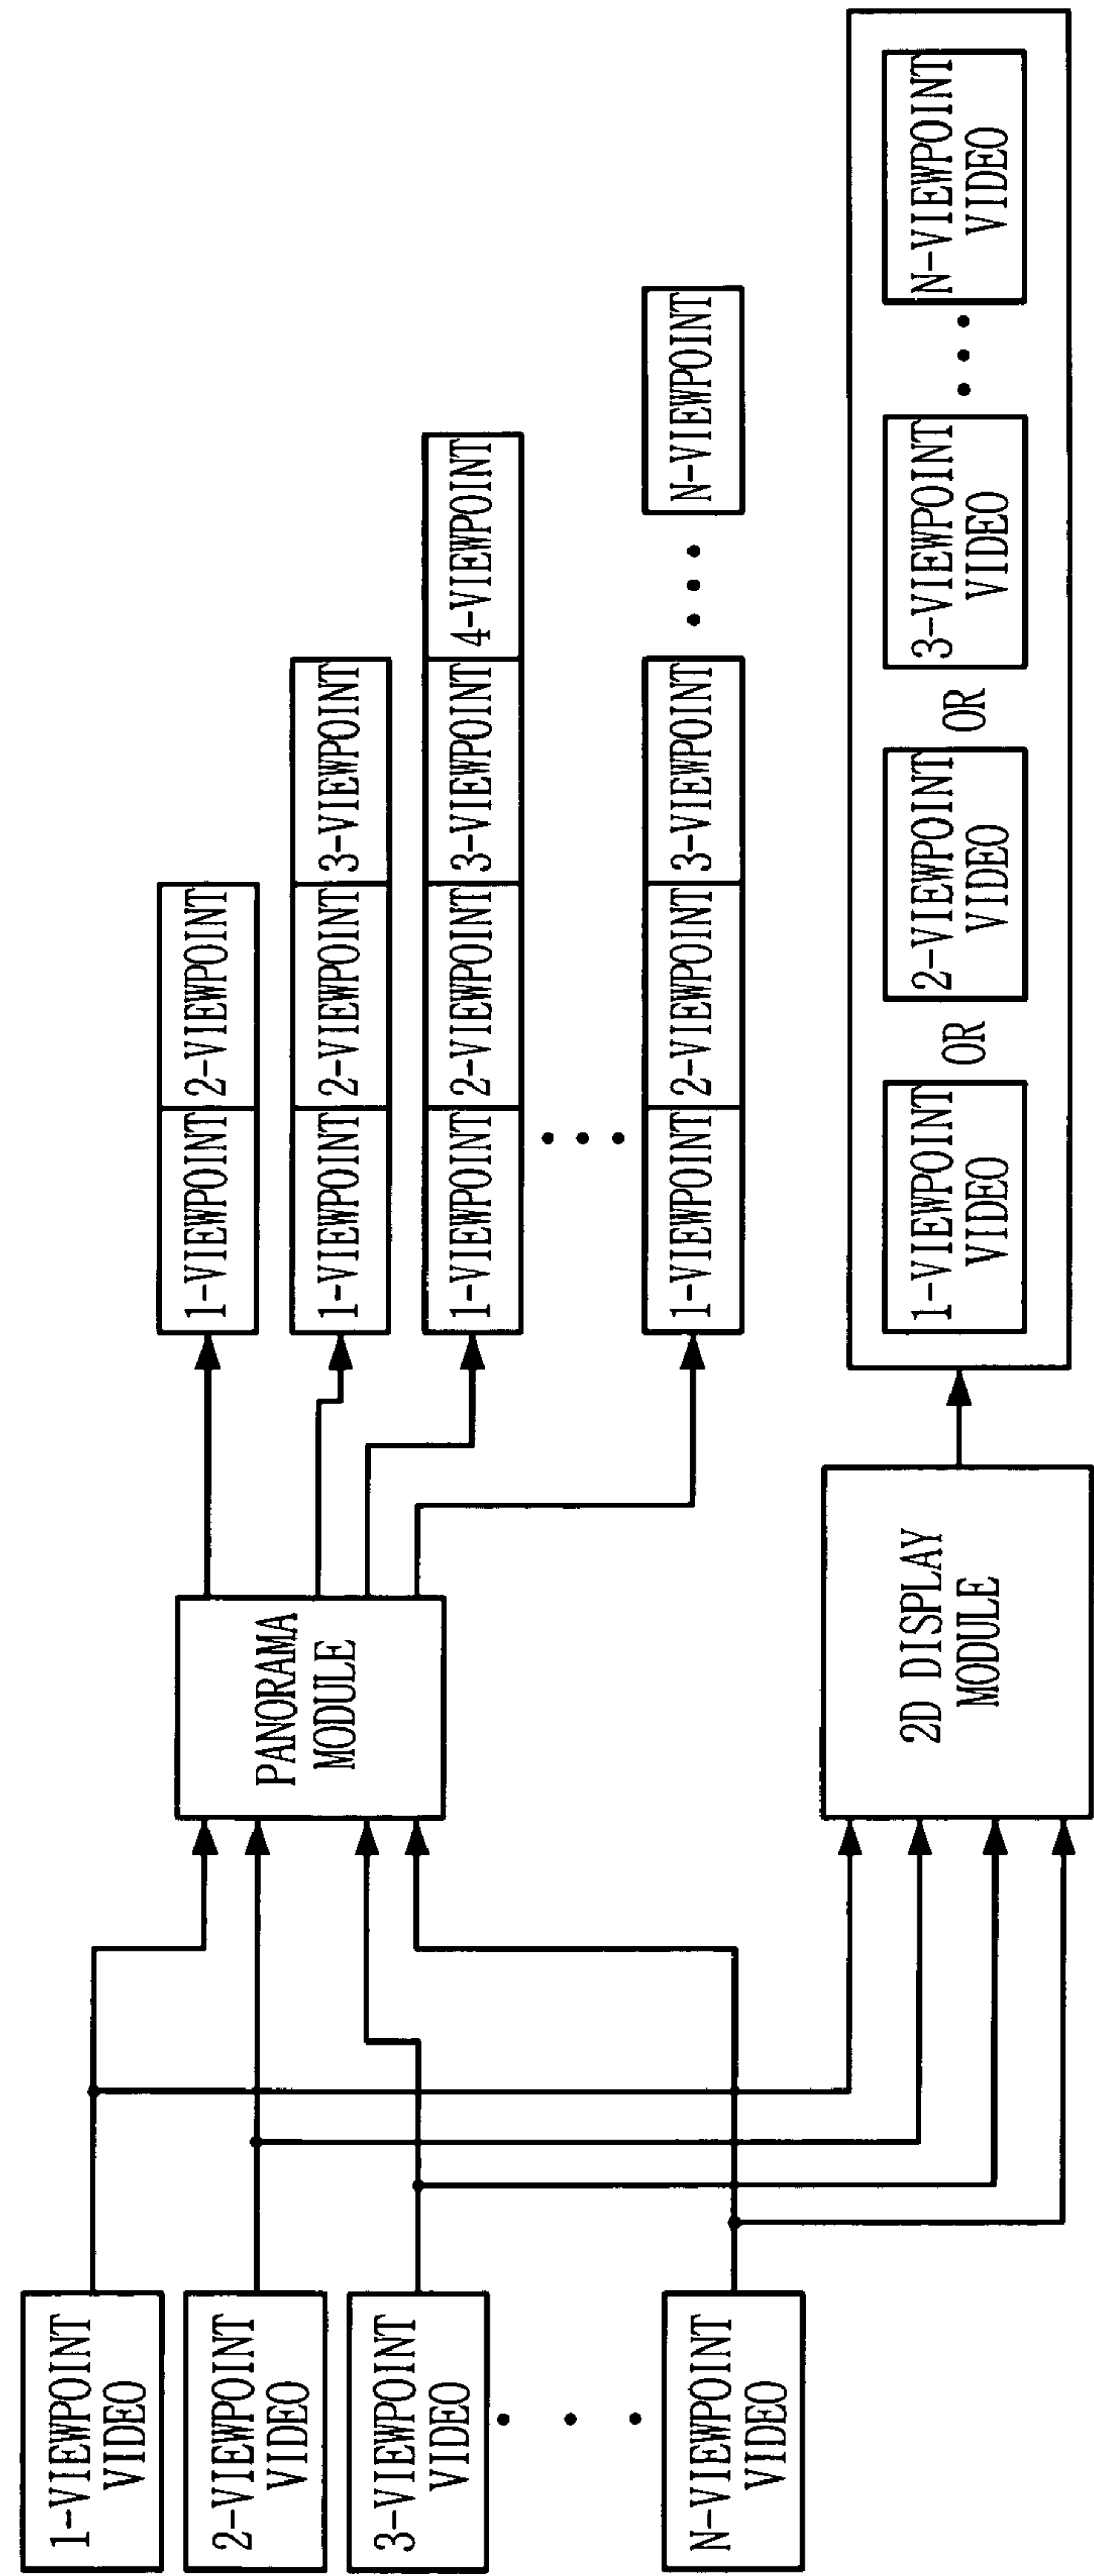 1-VIEWPOINT
VIDEO
2-VIEWPOINT
VIDEO
3-VIEWPOINT
VIDEO
N-VIEWPOINT
VIDEO
PANORAMA
MODULE
1-VIEWPOINT 2-VIEWPOINT
1-VIEWPOINT 2-VIEWPOINT 3-VIEWPOINT
1-VIEWPOINT 2-VIEWPOINT 3-VIEWPOINT 4-VIEWPOINT
1-VIEWPOINT 2-VIEWPOINT 3-VIEWPOINT N-VIEWPOINT
2D DISPLAY
MODULE
1-VIEWPOINT
VIDEO
OR
2-VIEWPOINT
VIDEO
OR
3-VIEWPOINT
VIDEO
N-VIEWPOINT
VIDEO